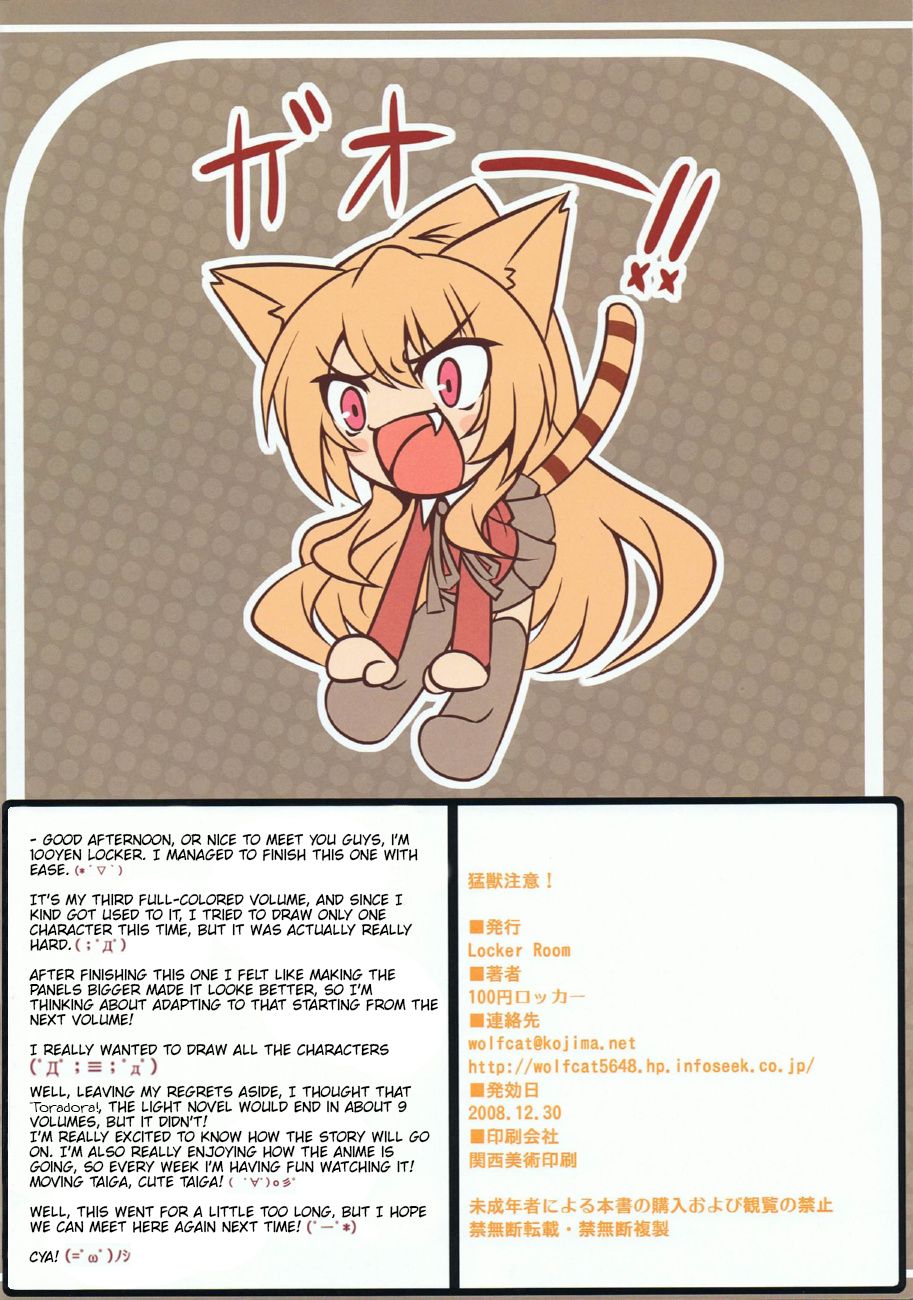 ガオー!!
- GOOD AFTERNOON, OR NICE TO MEET YOU GUYS, I'M
100YEN LOCKER. I MANAGED TO FINISH THIS ONE WITH
EASE. (*´▽`)
IT'S MY THIRD FULL-COLORED VOLUME, AND SINCE I
KIND GOT USED TO IT, I TRIED TO DRAW ONLY ONE
CHARACTER THIS TIME, BUT IT WAS ACTUALLY REALLY
HARD. (;ﾟДﾟ)
AFTER FINISHING THIS ONE I FELT LIKE MAKING THE
PANELS BIGGER MADE IT LOOKE BETTER, SO I'M
THINKING ABOUT ADAPTING TO THAT STARTING FROM THE
NEXT VOLUME!
I REALLY WANTED TO DRAW ALL THE CHARACTERS
(ﾟДﾟ;≡;ﾟдﾟ)
WELL, LEAVING MY REGRETS ASIDE, I THOUGHT THAT
Toradora!, THE LIGHT NOVEL WOULD END IN ABOUT 9
VOLUMES, BUT IT DIDN'T!
I'M REALLY EXCITED TO KNOW HOW THE STORY WILL GO
ON. I'M ALSO REALLY ENJOYING HOW THE ANIME IS
GOING, SO EVERY WEEK I'M HAVING FUN WATCHING IT!
MOVING TAIGA, CUTE TAIGA! ( ﾟ∀ﾟ)o彡ﾟ
WELL, THIS WENT FOR A LITTLE TOO LONG, BUT I HOPE
WE CAN MEET HERE AGAIN NEXT TIME! (ﾟーﾟ*)
CYA! (=ﾟωﾟ)ﾉｼ
猛獣注意！
■発行
Locker Room
■著者
100円ロッカー
■連絡先
wolfcat@kojima.net
http://wolfcat5648.hp.infoseek.co.jp/
■発効日
2008.12.30
■印刷会社
関西美術印刷
未成年者による本書の購入および観覧の禁止
禁無断転載・禁無断複製